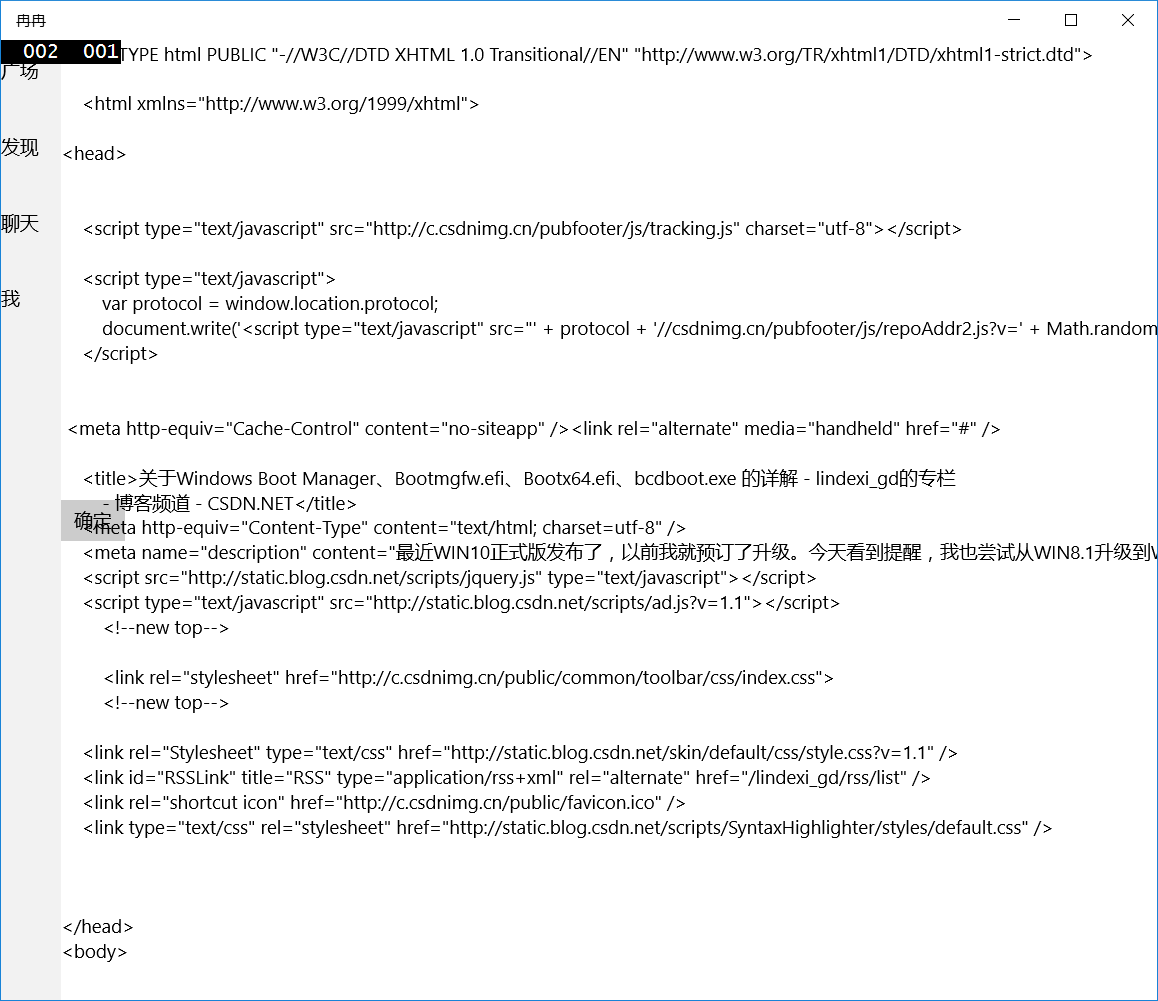 冉冉
002 001
TYPE html PUBLIC "-//W3C//DTD XHTML 1.0 Transitional//EN" "http://www.w3.org/TR/xhtml1/DTD/xhtml1-strict.dtd">
广场
<html xmlns="http://www.w3.org/1999/xhtml">
发现
<head>
聊天
<script type="text/javascript" src="http://c.csdnimg.cn/pubfooter/js/tracking.js" charset="utf-8"></script>
<script type="text/javascript">
我
var protocol = window.location.protocol;
document.write('<script type="text/javascript" src="' + protocol + '//csdnimg.cn/pubfooter/js/repoAddr2.js?v=' + Math.random
</script>
<meta http-equiv="Cache-Control" content="no-siteapp" /><link rel="alternate" media="handheld" href="#" />
<title>关于Windows Boot Manager、Bootmgfw.efi、Bootx64.efi、bcdboot.exe 的详解 - lindexi_gd的专栏
- 博客频道 - CSDN.NET</title>
确定
<meta http-equiv="Content-Type" content="text/html; charset=utf-8" />
<meta name="description" content="最近WIN10正式版发布了，以前我就预订了升级。今天看到提醒，我也尝试从WIN8.1升级到
<script src="http://static.blog.csdn.net/scripts/jquery.js" type="text/javascript"></script>
<script type="text/javascript" src="http://static.blog.csdn.net/scripts/ad.js?v=1.1"></script>
<!--new top-->
<link rel="stylesheet" href="http://c.csdnimg.cn/public/common/toolbar/css/index.css">
<!--new top-->
<link rel="Stylesheet" type="text/css" href="http://static.blog.csdn.net/skin/default/css/style.css?v=1.1" />
<link id="RSSLink" title="RSS" type="application/rss+xml" rel="alternate" href="/lindexi_gd/rss/list" />
<link rel="shortcut icon" href="http://c.csdnimg.cn/public/favicon.ico" />
<link type="text/css" rel="stylesheet" href="http://static.blog.csdn.net/scripts/SyntaxHighlighter/styles/default.css" />
</head>
<body>